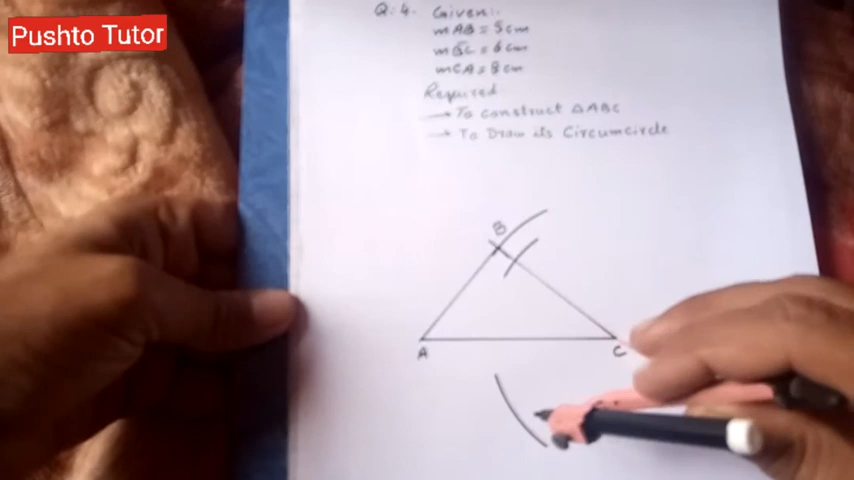 Pushto Tutor
Q:4. Given:-
mAB = 5cm
mBC = 6cm
mCA = 8cm
Required
→ To construct △ABC
→ To Draw its Circumcircle
B
A
C